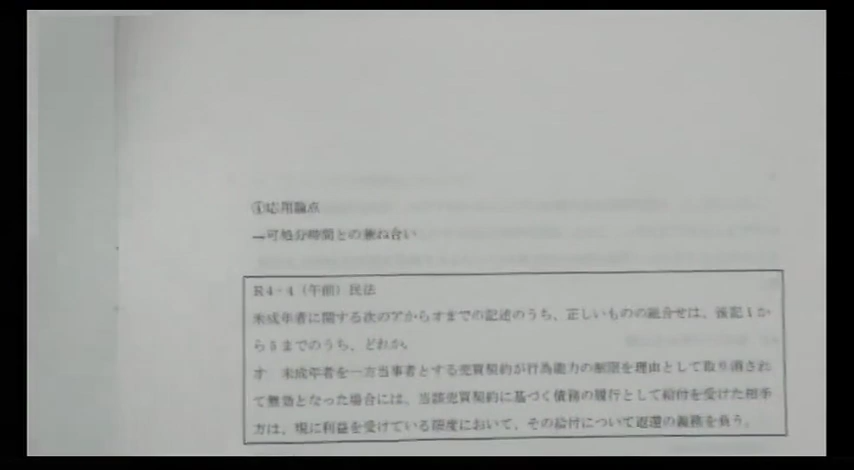 ④応用論点
→可処分時間との兼ね合い
R4-4（午前）民法
未成年者に関する次のアからオまでの記述のうち、正しいものの組合せは、後記1か
ら5までのうち、どれか。
オ　未成年者を一方当事者とする売買契約が行為能力の制限を理由として取り消され
て無効となった場合には、当該売買契約に基づく債務の履行として給付を受けた相手
方は、現に利益を受けている限度において、その給付について返還の義務を負う。